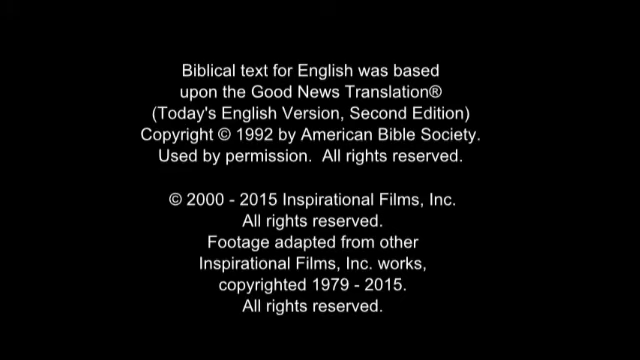 Biblical text for English was based
upon the Good News Translation®
(Today's English Version, Second Edition)
Copyright © 1992 by American Bible Society.
Used by permission.  All rights reserved.
© 2000 - 2015 Inspirational Films, Inc.
All rights reserved.
Footage adapted from other
Inspirational Films, Inc. works,
copyrighted 1979 - 2015.
All rights reserved.